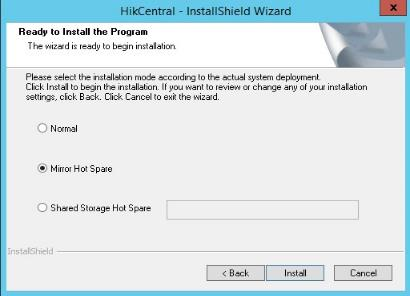 HikCentral - InstallShield Wizard
x
Ready to Install the Program
The wizard is ready to begin installation.
Please select the installation mode according to the actual system deployment.
Click Install to begin the installation. If you want to review or change any of your installation
settings, click Back. Click Cancel to exit the wizard.
Normal
Mirror Hot Spare
Shared Storage Hot Spare
InstallShield
< Back Install Cancel